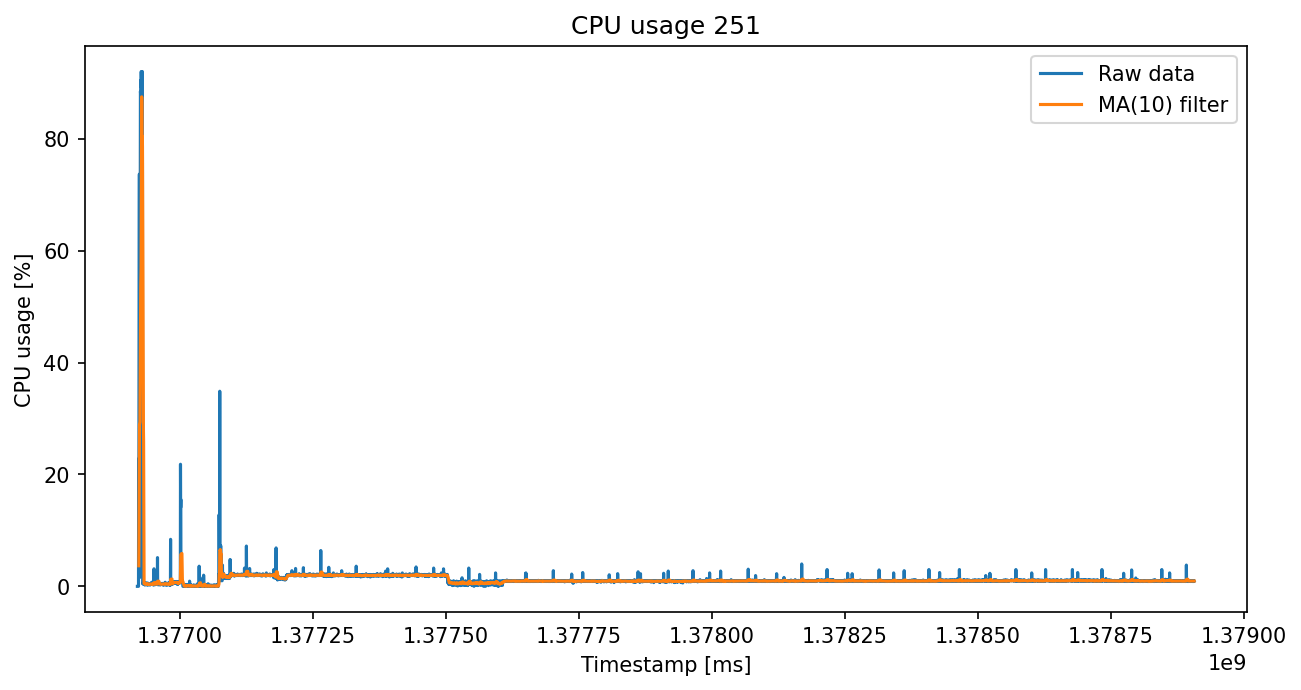 CPU usage 251
Raw data
MA(10) filter
CPU usage [%]
80
60
40
20
0
1.37700 1.37725 1.37750 1.37775 1.37800 1.37825 1.37850 1.37875 1.37900
1e9
Timestamp [ms]